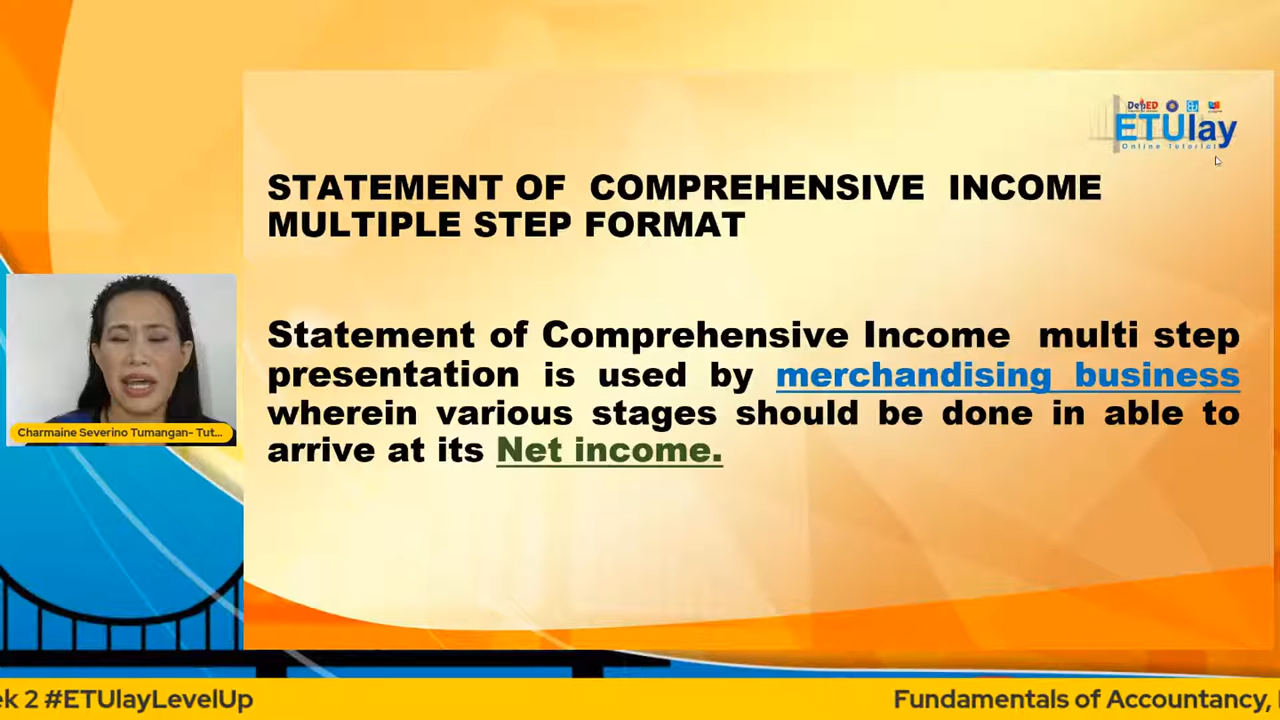 DepED
ETUlay
Online Tutorial
STATEMENT OF COMPREHENSIVE INCOME
MULTIPLE STEP FORMAT
Statement of Comprehensive Income multi step
presentation is used by merchandising business
wherein various stages should be done in able to
arrive at its Net income.
Charmaine Severino Tumangan- Tut...
ek 2 #ETUlayLevelUp
Fundamentals of Accountancy,